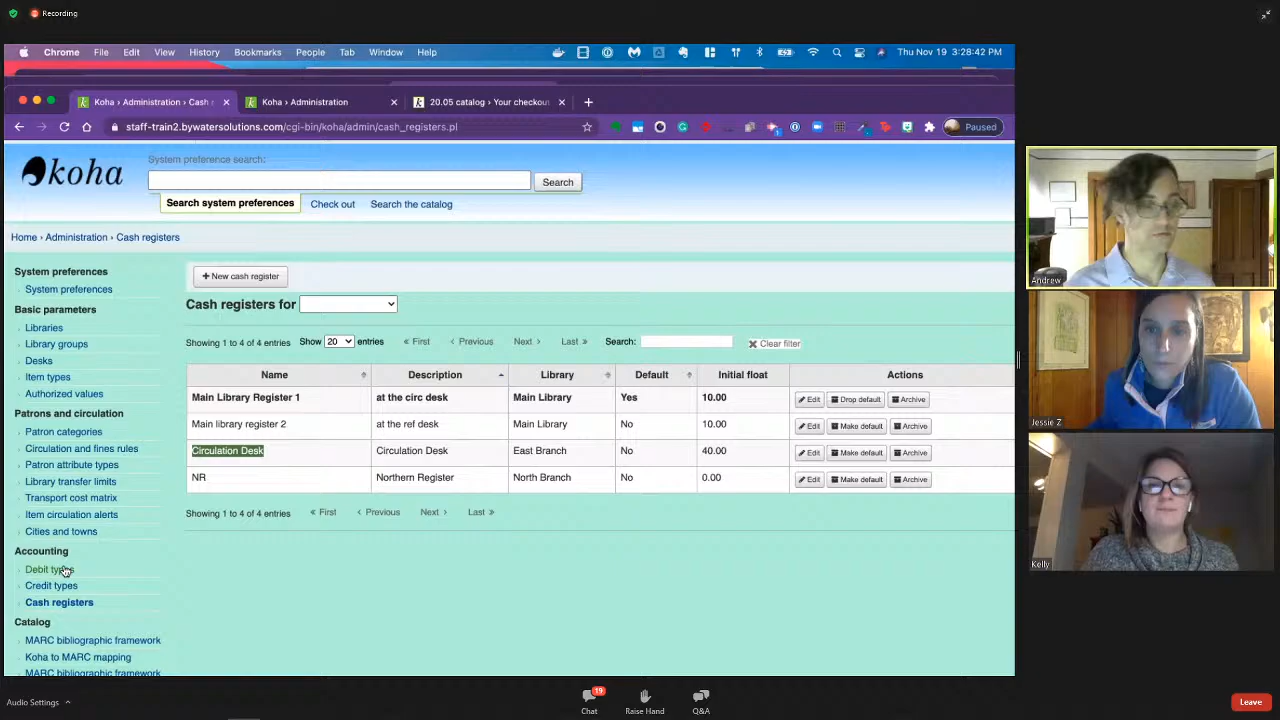 Recording
Chrome File Edit View History Bookmarks People Tab Window Help Thu Nov 19 3:28:42 PM
Koha › Administration › Cash r × Koha › Administration × 20.05 catalog › Your checkout × +
staff-train2.bywatersolutions.com/cgi-bin/koha/admin/cash_registers.pl Paused
koha
System preference search:
Search
Search system preferences Check out Search the catalog
Home › Administration › Cash registers
System preferences
System preferences
Basic parameters
Libraries
Library groups
Desks
Item types
Authorized values
Patrons and circulation
Patron categories
Circulation and fines rules
Patron attribute types
Library transfer limits
Transport cost matrix
Item circulation alerts
Cities and towns
Accounting
Debit types
Credit types
Cash registers
Catalog
MARC bibliographic framework
Koha to MARC mapping
MARC bibliographic framework
+ New cash register
Cash registers for
Showing 1 to 4 of 4 entries Show 20 entries « First ‹ Previous Next › Last » Search: × Clear filter
Name Description Library Default Initial float Actions
Main Library Register 1 at the circ desk Main Library Yes 10.00 Edit Drop default Archive
Main library register 2 at the ref desk Main Library No 10.00 Edit Make default Archive
Circulation Desk Circulation Desk East Branch No 40.00 Edit Make default Archive
NR Northern Register North Branch No 0.00 Edit Make default Archive
Showing 1 to 4 of 4 entries « First ‹ Previous Next › Last »
Andrew
Jessie Z
Kelly
Audio Settings
19
Chat
Raise Hand
Q&A
Leave